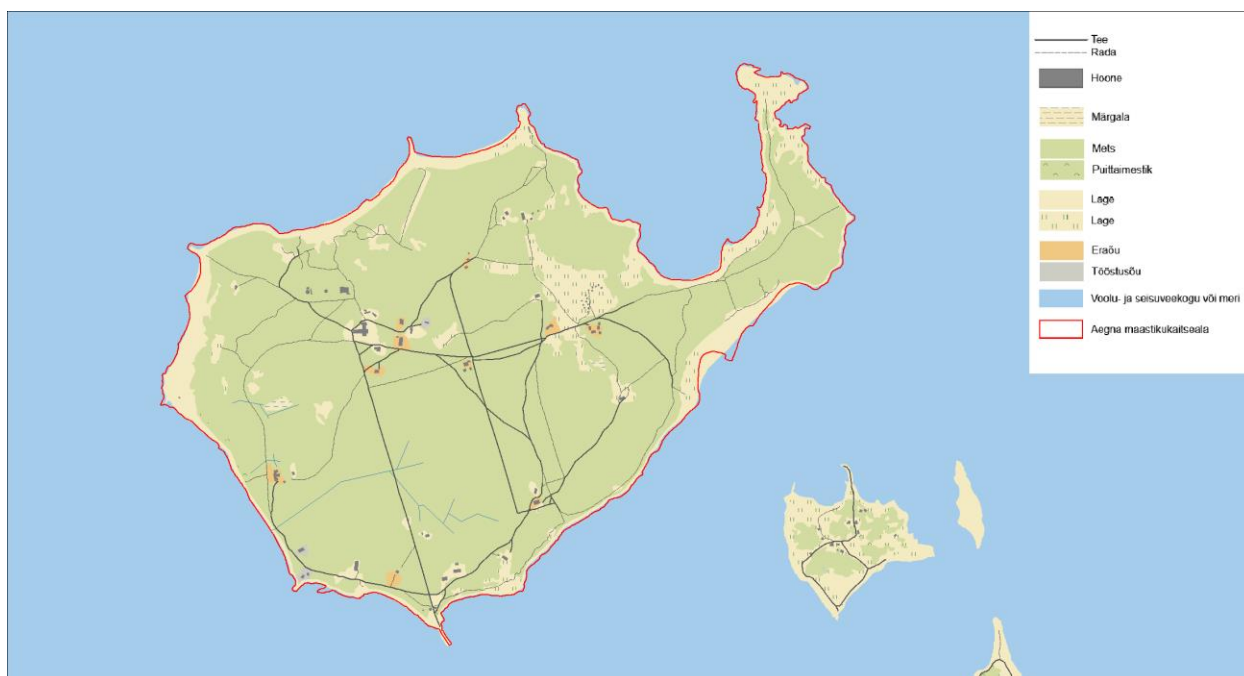 Tee
Rada
Hoone
Märgala
Mets
Puittaimestik
Lage
Lage
Eraõu
Tööstusõu
Voolu- ja seisuveekogu või meri
Aegna maastikukaitseala